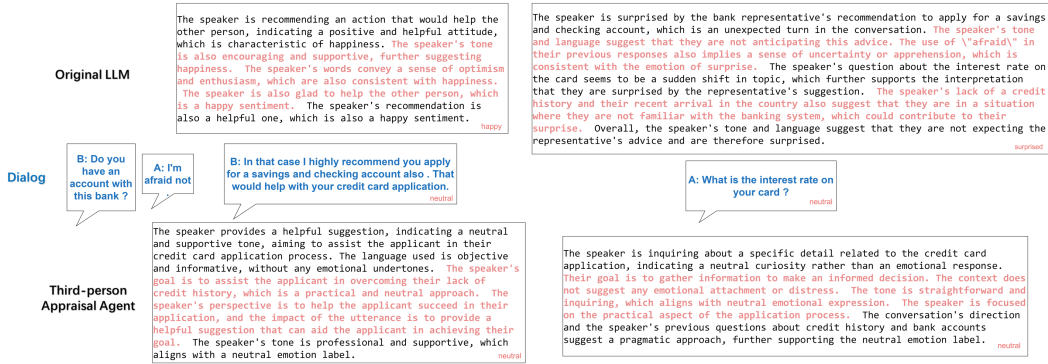 Original LLM
The speaker is recommending an action that would help the
other person, indicating a positive and helpful attitude,
which is characteristic of happiness. The speaker's tone
is also encouraging and supportive, further suggesting
happiness. The speaker's words convey a sense of optimism
and enthusiasm, which are also consistent with happiness.
The speaker is also glad to help the other person, which
is a happy sentiment. The speaker's recommendation is
also a helpful one, which is also a happy sentiment.
happy
The speaker is surprised by the bank representative's recommendation to apply for a savings
and checking account, which is an unexpected turn in the conversation. The speaker's tone
and language suggest that they are not anticipating this advice. The use of \"afraid\" in
their previous responses also implies a sense of uncertainty or apprehension, which is
consistent with the emotion of surprise. The speaker's question about the interest rate on
the card seems to be a sudden shift in topic, which further supports the interpretation
that they are surprised by the representative's suggestion. The speaker's lack of a credit
history and their recent arrival in the country also suggest that they are in a situation
where they are not familiar with the banking system, which could contribute to their
surprise. Overall, the speaker's tone and language suggest that they are not expecting the
representative's advice and are therefore surprised.
surprised
Dialog
B: Do you
have an
account with
this bank ?
A: I'm
afraid not
.
B: In that case I highly recommend you apply
for a savings and checking account also . That
would help with your credit card application.
neutral
A: What is the interest rate on
your card ?
neutral
Third-person
Appraisal Agent
The speaker provides a helpful suggestion, indicating a neutral
and supportive tone, aiming to assist the applicant in their
credit card application process. The language used is objective
and informative, without any emotional undertones. The speaker's
goal is to assist the applicant in overcoming their lack of
credit history, which is a practical and neutral approach. The
speaker's perspective is to help the applicant succeed in their
application, and the impact of the utterance is to provide a
helpful suggestion that can aid the applicant in achieving their
goal. The speaker's tone is professional and supportive, which
aligns with a neutral emotion label.
neutral
The speaker is inquiring about a specific detail related to the credit card
application, indicating a neutral curiosity rather than an emotional response.
Their goal is to gather information to make an informed decision. The context does
not suggest any emotional attachment or distress. The tone is straightforward and
inquiring, which aligns with neutral emotional expression. The speaker is focused
on the practical aspect of the application process. The conversation's direction
and the speaker's previous questions about credit history and bank accounts
suggest a pragmatic approach, further supporting the neutral emotion label.
neutral